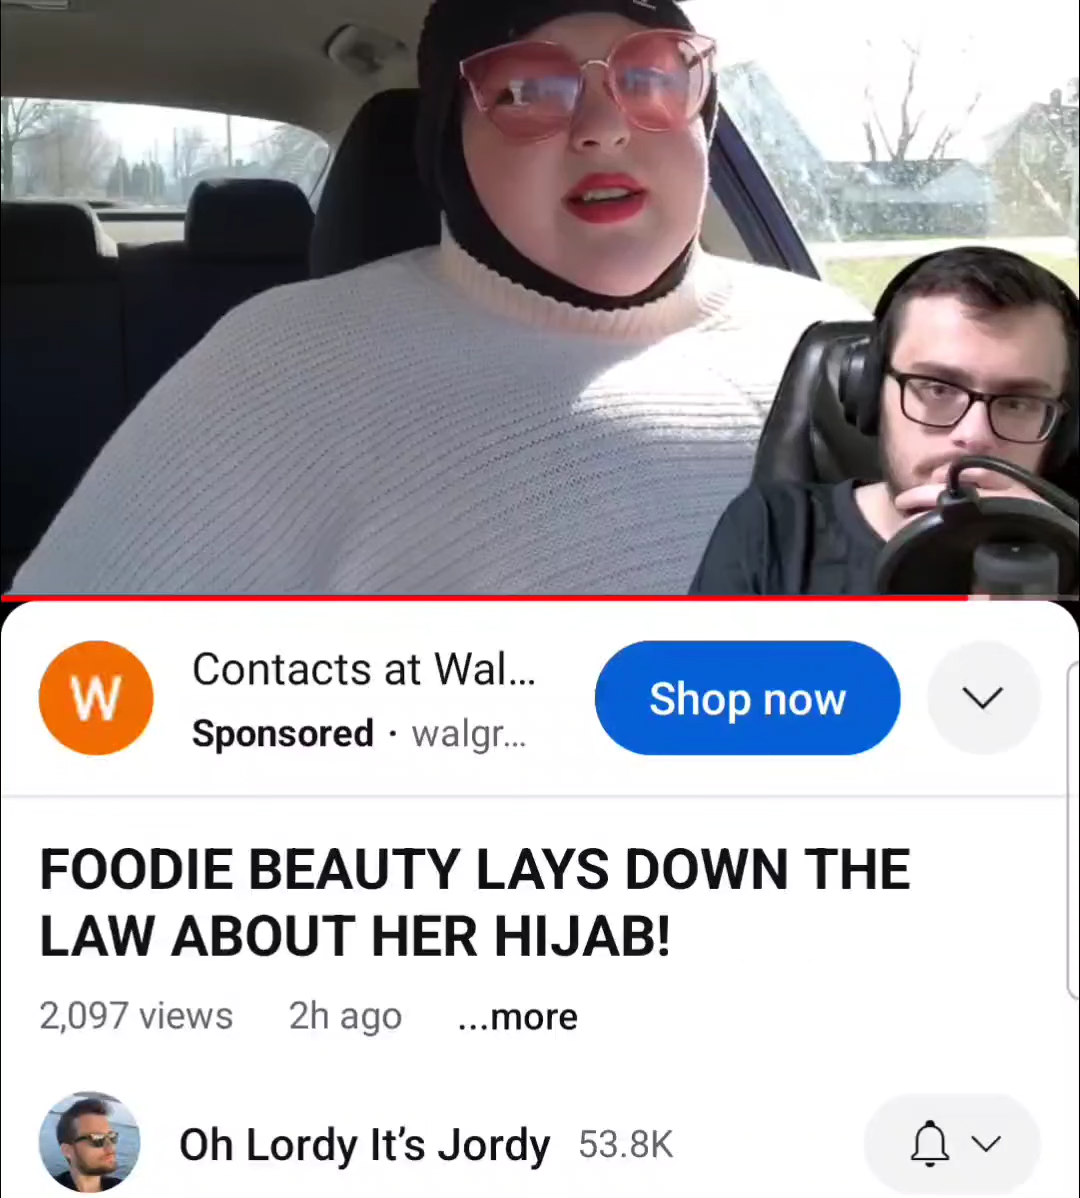 W
Contacts at Wal...
Shop now
Sponsored · walgr...
FOODIE BEAUTY LAYS DOWN THE
LAW ABOUT HER HIJAB!
2,097 views 2h ago ...more
Oh Lordy It's Jordy 53.8K